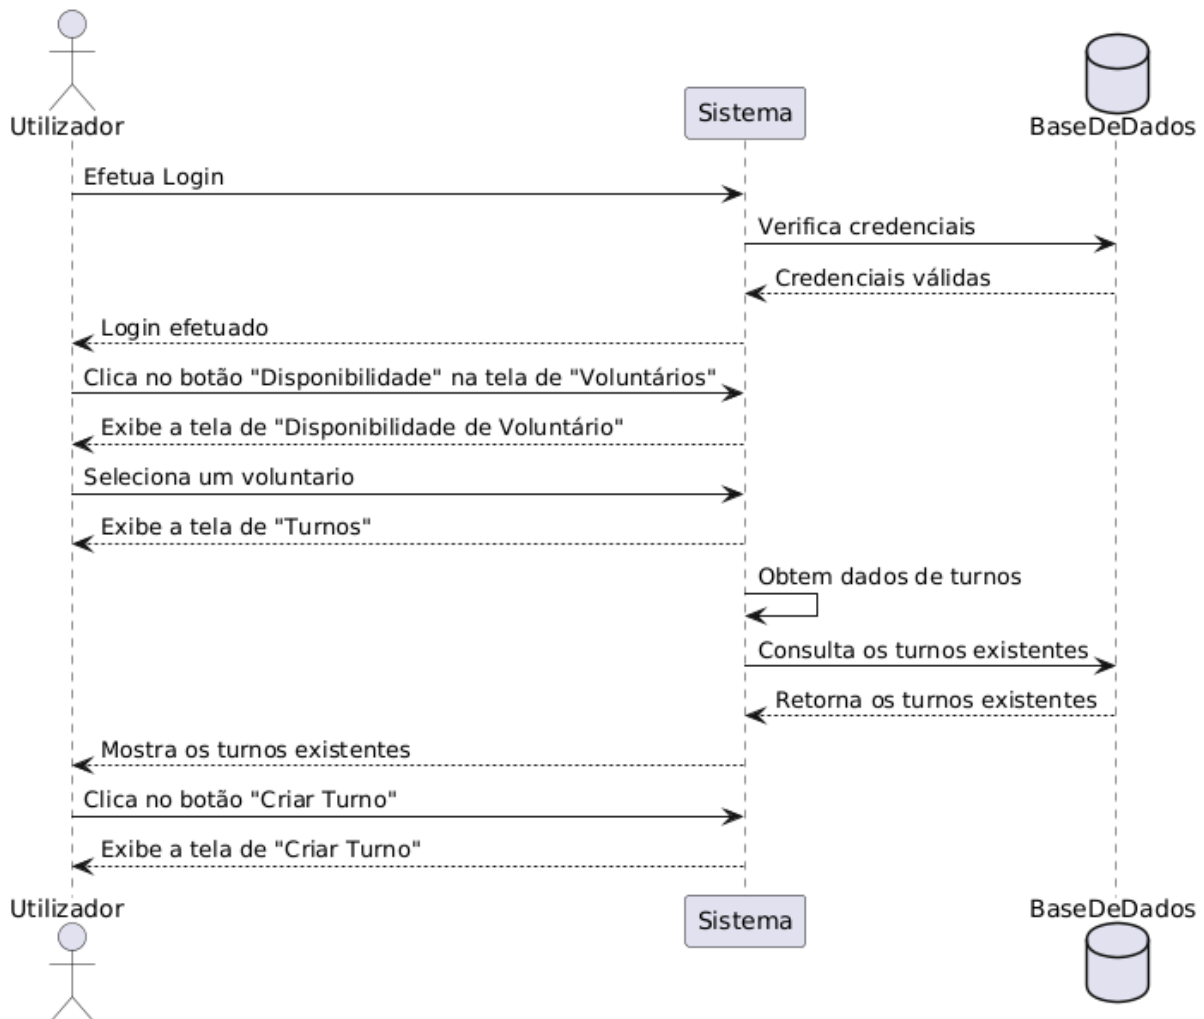 Utilizador
Sistema
BaseDeDados
Efetua Login
Verifica credenciais
Credenciais válidas
Login efetuado
Clica no botão "Disponibilidade" na tela de "Voluntários"
Exibe a tela de "Disponibilidade de Voluntário"
Seleciona um voluntario
Exibe a tela de "Turnos"
Obtem dados de turnos
Consulta os turnos existentes
Retorna os turnos existentes
Mostra os turnos existentes
Clica no botão "Criar Turno"
Exibe a tela de "Criar Turno"
Utilizador
Sistema
BaseDeDados